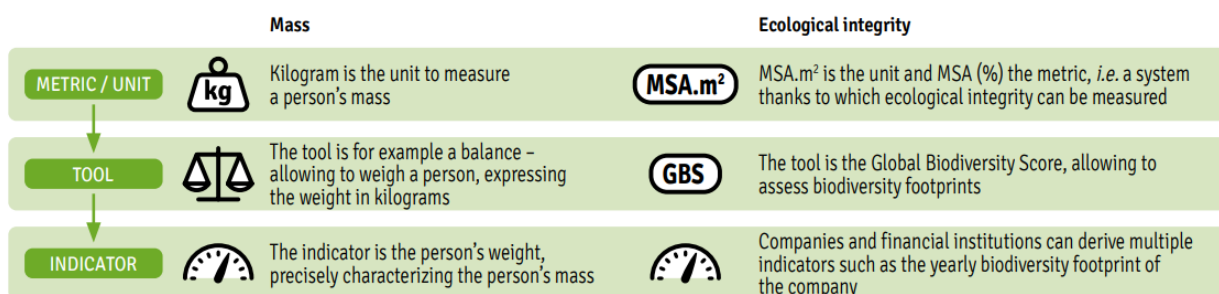 Mass
Ecological integrity
METRIC / UNIT
kg
Kilogram is the unit to measure
a person's mass
MSA.m²
MSA.m² is the unit and MSA (%) the metric, i.e. a system
thanks to which ecological integrity can be measured
TOOL
The tool is for example a balance –
allowing to weigh a person, expressing
the weight in kilograms
GBS
The tool is the Global Biodiversity Score, allowing to
assess biodiversity footprints
INDICATOR
The indicator is the person's weight,
precisely characterizing the person's mass
Companies and financial institutions can derive multiple
indicators such as the yearly biodiversity footprint of
the company